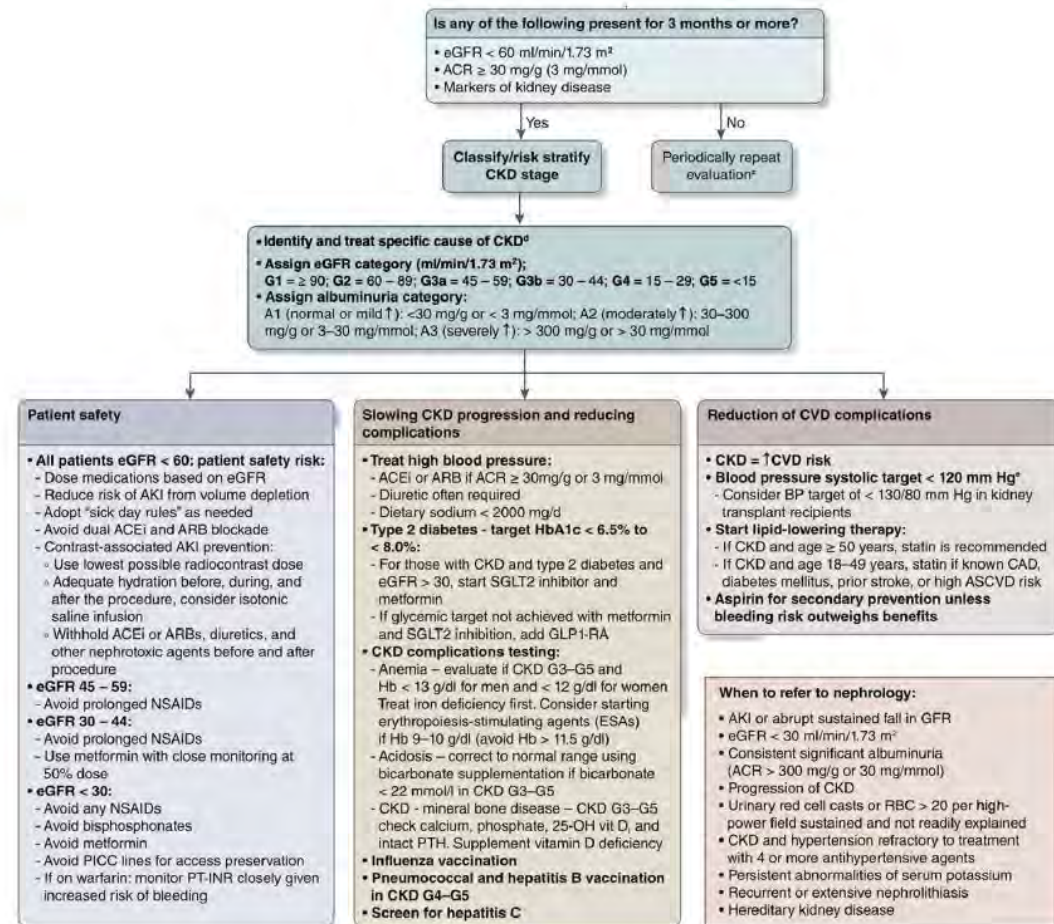 Is any of the following present for 3 months or more?
• eGFR < 60 ml/min/1.73 m²
• ACR ≥ 30 mg/g (3 mg/mmol)
• Markers of kidney disease
Yes
No
Classify/risk stratify
CKD stage
Periodically repeat
evaluationᶻ
• Identify and treat specific cause of CKDᵈ
• Assign eGFR category (ml/min/1.73 m²);
G1 = ≥ 90; G2 = 60 – 89; G3a = 45 – 59; G3b = 30 – 44; G4 = 15 – 29; G5 = <15
• Assign albuminuria category:
A1 (normal or mild↑): <30 mg/g or < 3 mg/mmol; A2 (moderately↑): 30–300
mg/g or 3–30 mg/mmol; A3 (severely ↑): > 300 mg/g or > 30 mg/mmol
Patient safety
• All patients eGFR < 60: patient safety risk:
- Dose medications based on eGFR
- Reduce risk of AKI from volume depletion
- Adopt "sick day rules" as needed
- Avoid dual ACEi and ARB blockade
- Contrast-associated AKI prevention:
▫ Use lowest possible radiocontrast dose
▫ Adequate hydration before, during, and
after the procedure, consider isotonic
saline infusion
▫ Withhold ACEi or ARBs, diuretics, and
other nephrotoxic agents before and after
procedure
• eGFR 45 – 59:
- Avoid prolonged NSAIDs
• eGFR 30 – 44:
- Avoid prolonged NSAIDs
- Use metformin with close monitoring at
50% dose
• eGFR < 30:
- Avoid any NSAIDs
- Avoid bisphosphonates
- Avoid metformin
- Avoid PICC lines for access preservation
- If on warfarin: monitor PT-INR closely given
increased risk of bleeding
Slowing CKD progression and reducing
complications
• Treat high blood pressure:
- ACEi or ARB if ACR ≥ 30mg/g or 3 mg/mmol
- Diuretic often required
- Dietary sodium < 2000 mg/d
• Type 2 diabetes - target HbA1c < 6.5% to
< 8.0%:
- For those with CKD and type 2 diabetes and
eGFR > 30, start SGLT2 inhibitor and
metformin
- If glycemic target not achieved with metformin
and SGLT2 inhibition, add GLP1-RA
• CKD complications testing:
- Anemia – evaluate if CKD G3–G5 and
Hb < 13 g/dl for men and < 12 g/dl for women
Treat iron deficiency first. Consider starting
erythropoiesis-stimulating agents (ESAs)
if Hb 9–10 g/dl (avoid Hb > 11.5 g/dl)
- Acidosis – correct to normal range using
bicarbonate supplementation if bicarbonate
< 22 mmol/l in CKD G3–G5
- CKD - mineral bone disease – CKD G3–G5
check calcium, phosphate, 25-OH vit D, and
intact PTH. Supplement vitamin D deficiency
• Influenza vaccination
• Pneumococcal and hepatitis B vaccination
in CKD G4–G5
• Screen for hepatitis C
Reduction of CVD complications
• CKD = ↑CVD risk
• Blood pressure systolic target < 120 mm Hgᵉ
- Consider BP target of < 130/80 mm Hg in kidney
transplant recipients
• Start lipid-lowering therapy:
- If CKD and age ≥ 50 years, statin is recommended
- If CKD and age 18–49 years, statin if known CAD,
diabetes mellitus, prior stroke, or high ASCVD risk
• Aspirin for secondary prevention unless
bleeding risk outweighs benefits
When to refer to nephrology:
• AKI or abrupt sustained fall in GFR
• eGFR < 30 ml/min/1.73 m²
• Consistent significant albuminuria
(ACR > 300 mg/g or 30 mg/mmol)
• Progression of CKD
• Urinary red cell casts or RBC > 20 per high-
power field sustained and not readily explained
• CKD and hypertension refractory to treatment
with 4 or more antihypertensive agents
• Persistent abnormalities of serum potassium
• Recurrent or extensive nephrolithiasis
• Hereditary kidney disease